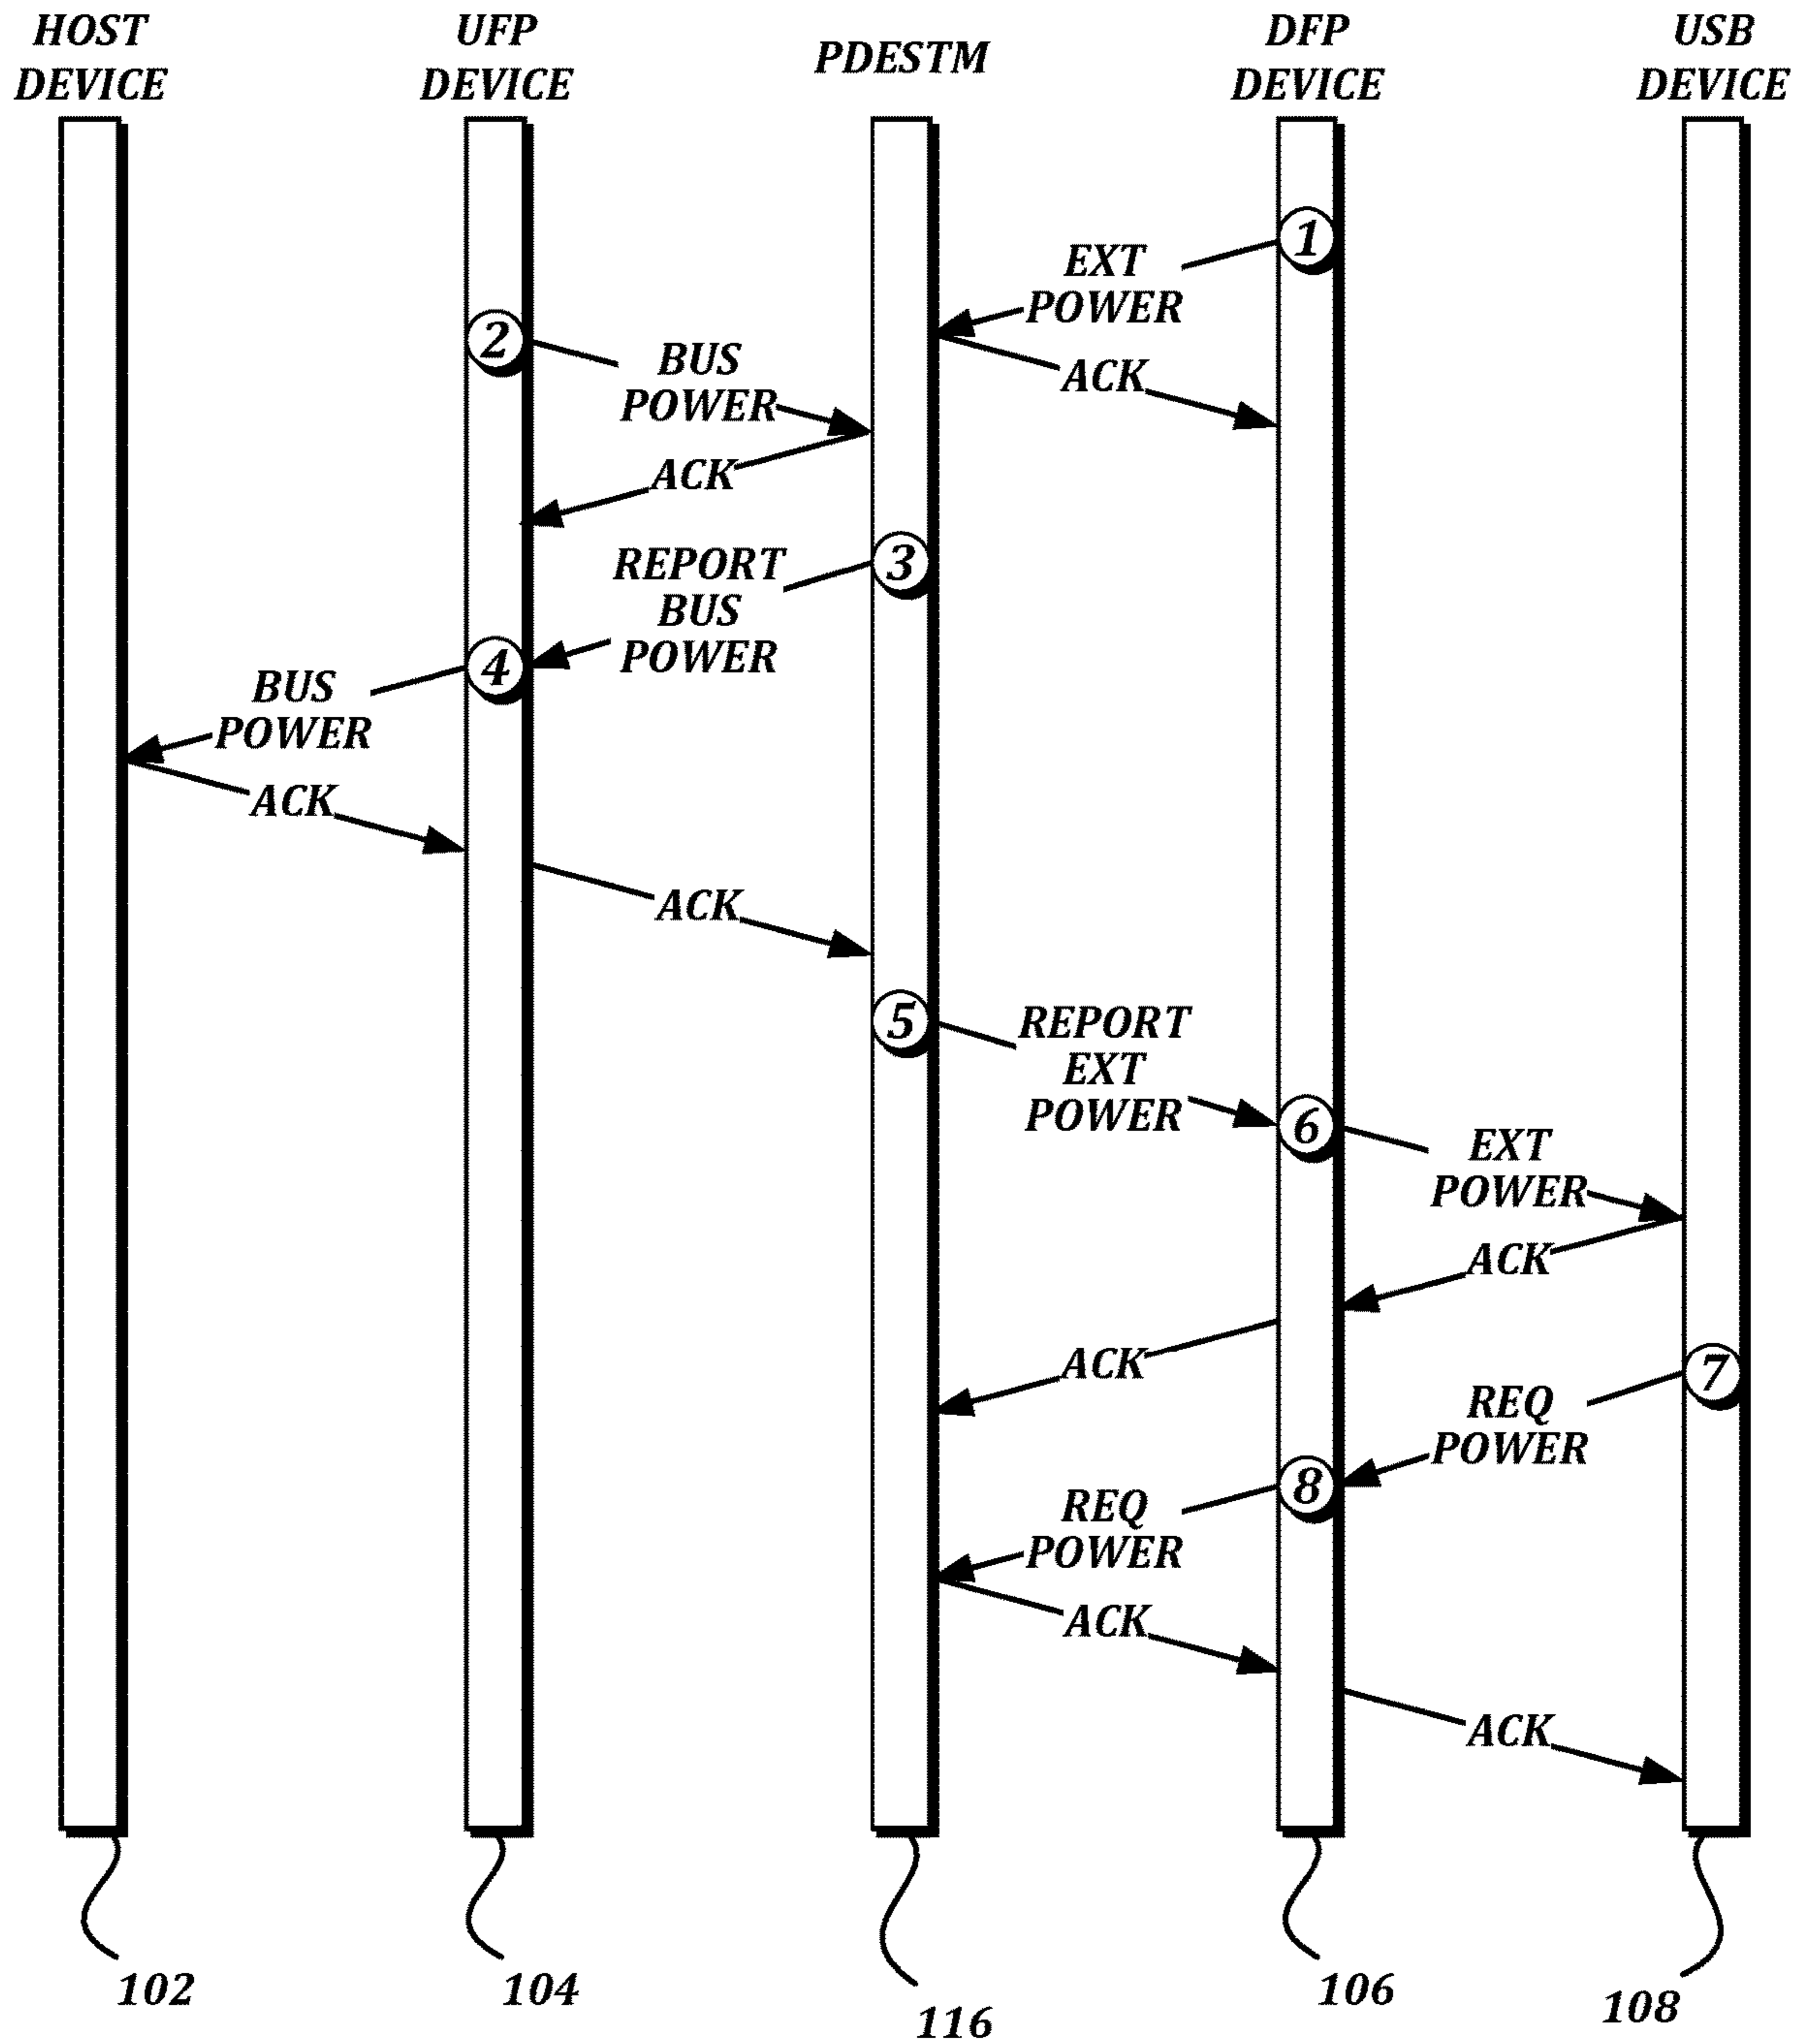 HOST
DEVICE
UFP
DEVICE
PDESTM
DFP
DEVICE
USB
DEVICE
1
EXT
POWER
ACK
2
BUS
POWER
ACK
3
REPORT
BUS
POWER
4
BUS
POWER
ACK
ACK
5
REPORT
EXT
POWER
6
EXT
POWER
ACK
ACK
7
REQ
POWER
8
REQ
POWER
ACK
ACK
102
104
116
106
108